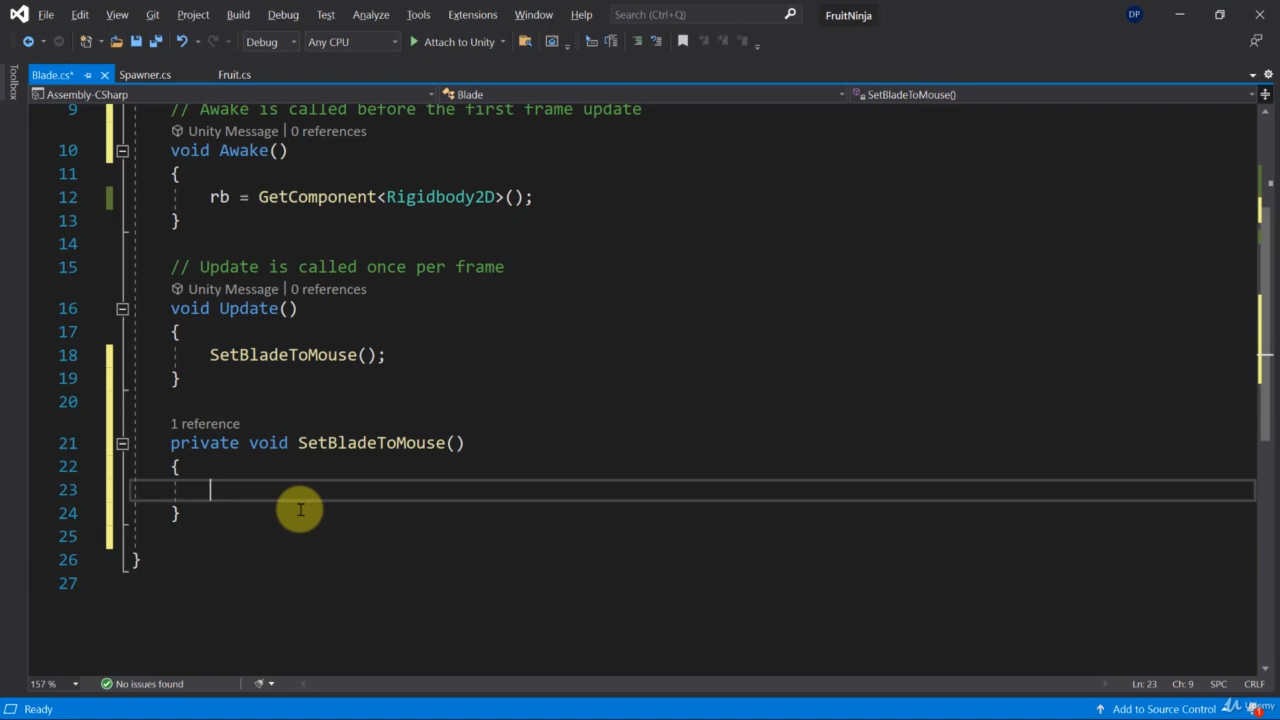 File Edit View Git Project Build Debug Test Analyze Tools Extensions Window Help Search (Ctrl+Q) FruitNinja DP
Debug Any CPU Attach to Unity
Toolbox
Blade.cs* Spawner.cs Fruit.cs
Assembly-CSharp Blade SetBladeToMouse()
9 // Awake is called before the first frame update
Unity Message | 0 references
10 void Awake()
11 {
12 rb = GetComponent<Rigidbody2D>();
13 }
14
15 // Update is called once per frame
Unity Message | 0 references
16 void Update()
17 {
18 SetBladeToMouse();
19 }
20
1 reference
21 private void SetBladeToMouse()
22 {
23
24 }
25
26 }
27
157 % No issues found Ln: 23 Ch: 9 SPC CRLF
Ready Add to Source Control 1
Udemy